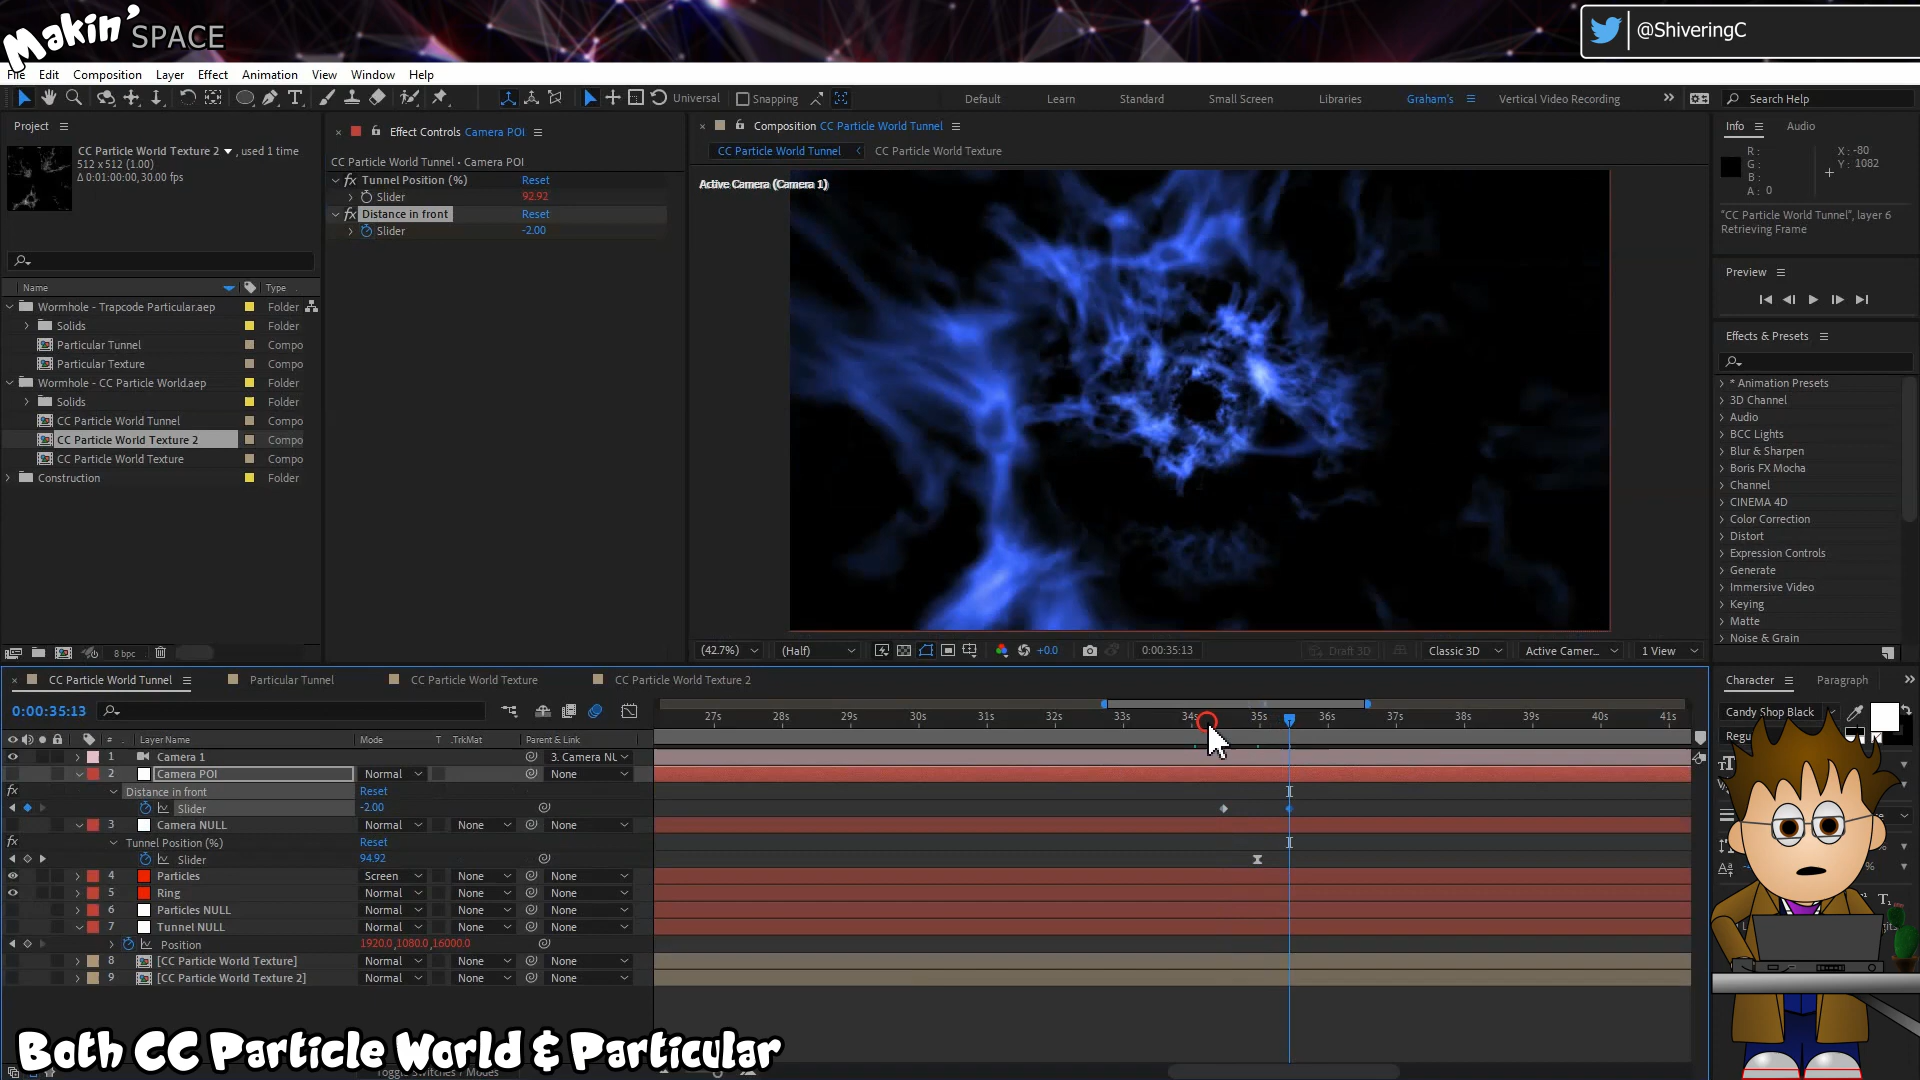 Makin' SPACE
@ShiveringC
File Edit Composition Layer Effect Animation View Window Help
Universal Snapping Default Learn Standard Small Screen Libraries Graham's Vertical Video Recording Search Help
Project
CC Particle World Texture 2 , used 1 time
512 x 512 (1.00)
Δ 0:01:00:00, 30.00 fps
Name Type
Wormhole - Trapcode Particular.aep Folder
Solids Folder
Particular Tunnel Compo
Particular Texture Compo
Wormhole - CC Particle World.aep Folder
Solids Folder
CC Particle World Tunnel Compo
CC Particle World Texture 2 Compo
CC Particle World Texture Compo
Construction Folder
8 bpc
Effect Controls Camera POI
CC Particle World Tunnel • Camera POI
fx Tunnel Position (%) Reset
Slider 92.92
fx Distance in front Reset
Slider -2.00
Composition CC Particle World Tunnel
CC Particle World Tunnel CC Particle World Texture
Active Camera (Camera 1)
(42.7%) (Half) +0.0 0:00:35:13 Draft 3D Classic 3D Active Camer... 1 View
Info Audio
R: X: -80
G: Y: 1082
B:
A: 0
"CC Particle World Tunnel", layer 6
Retrieving Frame
Preview
Effects & Presets
* Animation Presets
3D Channel
Audio
BCC Lights
Blur & Sharpen
Boris FX Mocha
Channel
CINEMA 4D
Color Correction
Distort
Expression Controls
Generate
Immersive Video
Keying
Matte
Noise & Grain
Character Paragraph
Candy Shop Black
Regu
CC Particle World Tunnel Particular Tunnel CC Particle World Texture CC Particle World Texture 2
0:00:35:13
27s 28s 29s 30s 31s 32s 33s 34s 35s 36s 37s 38s 39s 40s 41s
# Layer Name Mode T .TrkMat Parent & Link
1 Camera 1 3. Camera NU
2 Camera POI Normal None
fx Distance in front Reset
Slider -2.00
3 Camera NULL Normal None None
fx Tunnel Position (%) Reset
Slider 94.92
4 Particles Screen None None
5 Ring Normal None None
6 Particles NULL Normal None None
7 Tunnel NULL Normal None None
Position 1920.0,1080.0,16000.0
8 [CC Particle World Texture] Normal None None
9 [CC Particle World Texture 2] Normal None None
Both CC Particle World & Particular
Toggle Switches / Modes